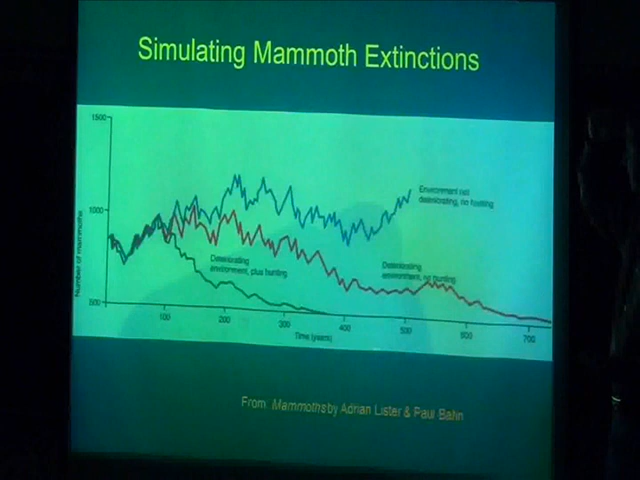 Simulating Mammoth Extinctions
1500
1000
500
Number of mammoths
Environment not
deteriorating, no hunting
Deteriorating
environment, plus hunting
Deteriorating
environment, no hunting
100
200
300
400
500
600
700
Time (years)
From: Mammoths by Adrian Lister & Paul Bahn